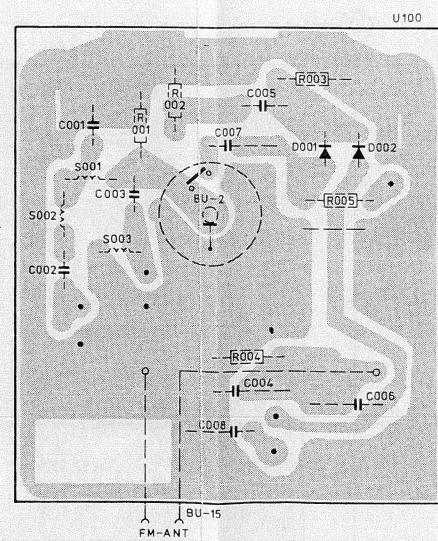 U100
R003
R
002
C005
R
001
C001
C007
D001
D002
S001
C003
BU-2
R005
S002
S003
C002
R004
C004
C006
C008
BU-15
FM-ANT